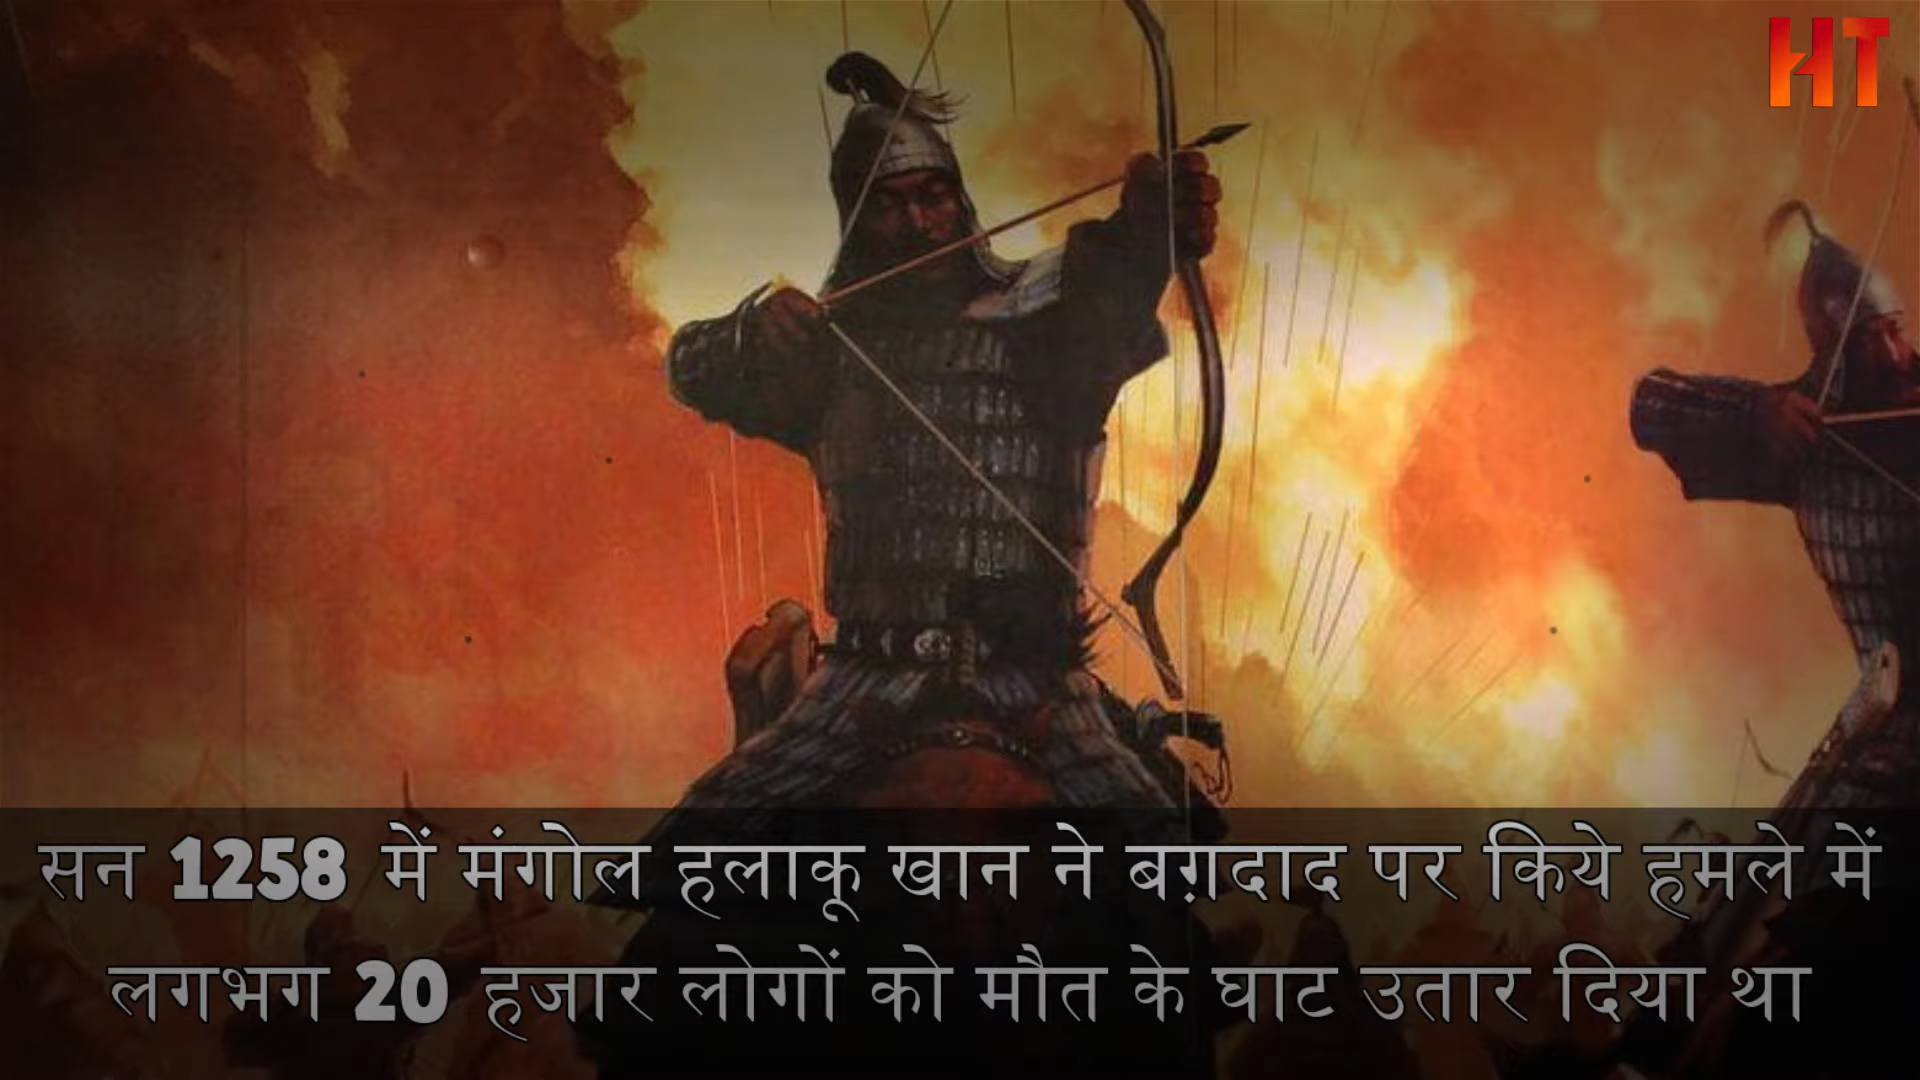 HT
सन 1258 में मंगोल हलाकू खान ने बग़दाद पर किये हमले में
लगभग 20 हजार लोगों को मौत के घाट उतार दिया था